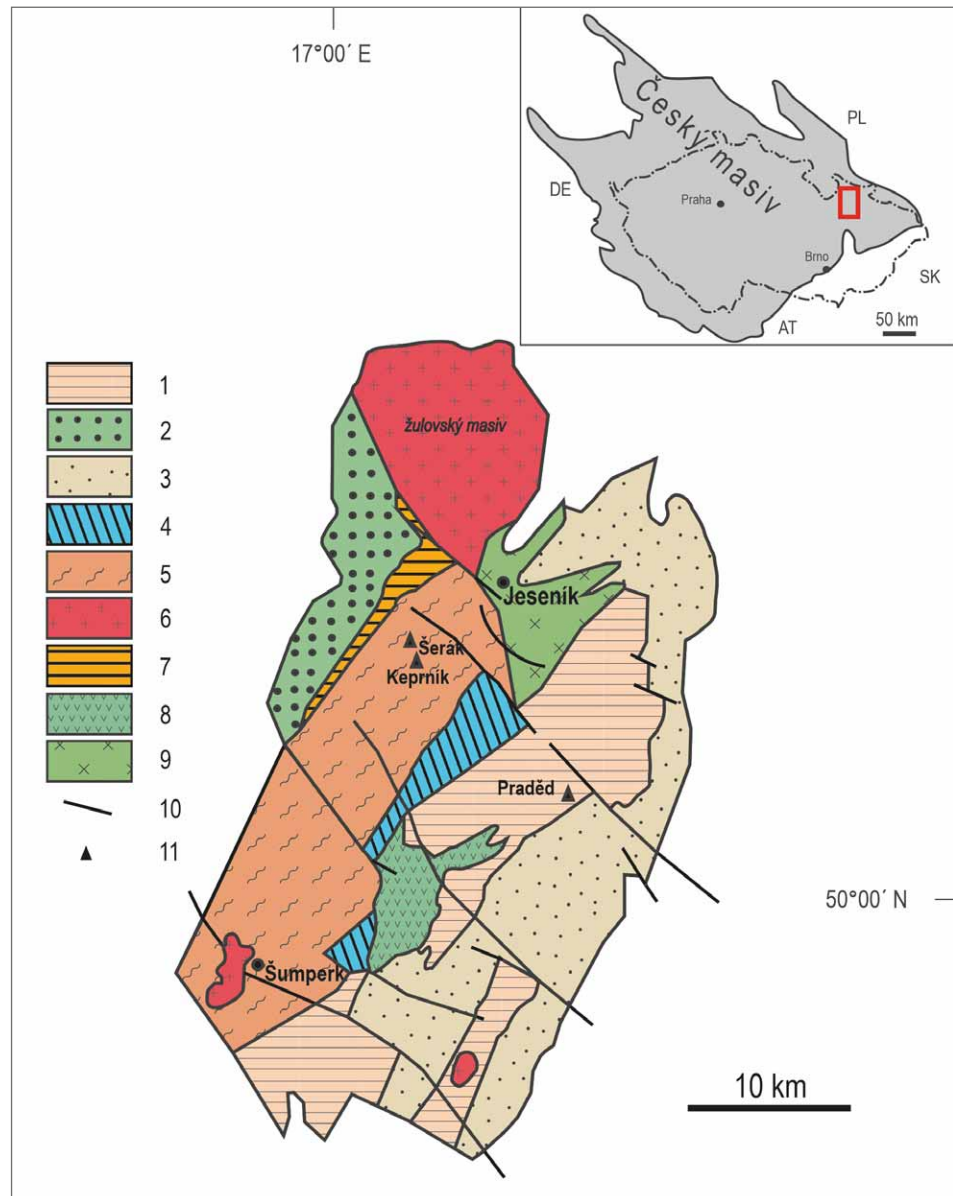 17°00´ E
Český masiv
PL
DE
Praha
Brno
SK
AT
50 km
1
2
3
4
5
6
7
8
9
10
11
žulovský masiv
Jeseník
Šerák
Keprník
Praděd
50°00´ N
Šumperk
10 km